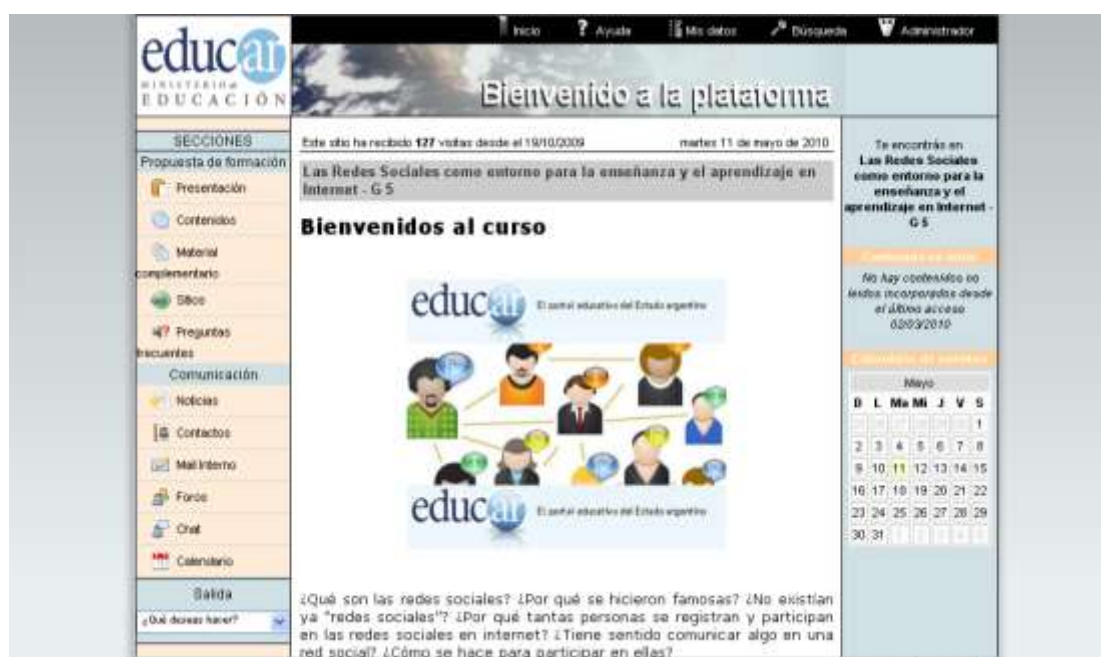 Inicio ? Ayuda Mis datos Búsqueda Administrador
educar
MINISTERIO
EDUCACIÓN
Bienvenido a la plataforma
SECCIONES
Propuesta de formación
Presentación
Contenidos
Material
complementario
Sitios
Preguntas
frecuentes
Comunicación
Noticias
Contactos
Mail Interno
Foros
Chat
Calendario
Salida
¿Qué deseas hacer?
Este sitio ha recibido 127 visitas desde el 19/10/2009 martes 11 de mayo de 2010
Las Redes Sociales como entorno para la enseñanza y el aprendizaje en
Internet - G 5
Bienvenidos al curso
educar El portal educativo del Estado argentino
educar El portal educativo del Estado argentino
¿Qué son las redes sociales? ¿Por qué se hicieron famosas? ¿No existían
ya "redes sociales"? ¿Por qué tantas personas se registran y participan
en las redes sociales en internet? ¿Tiene sentido comunicar algo en una
red social? ¿Cómo se hace para participar en ellas?
Te encontrás en
Las Redes Sociales
como entorno para la
enseñanza y el
aprendizaje en Internet -
G 5
No hay contenidos no
leídos incorporados desde
el último acceso
02/03/2010
Calendario de eventos
Mayo
D L Ma Mi J V S
1
2 3 4 5 6 7 8
9 10 11 12 13 14 15
16 17 18 19 20 21 22
23 24 25 26 27 28 29
30 31